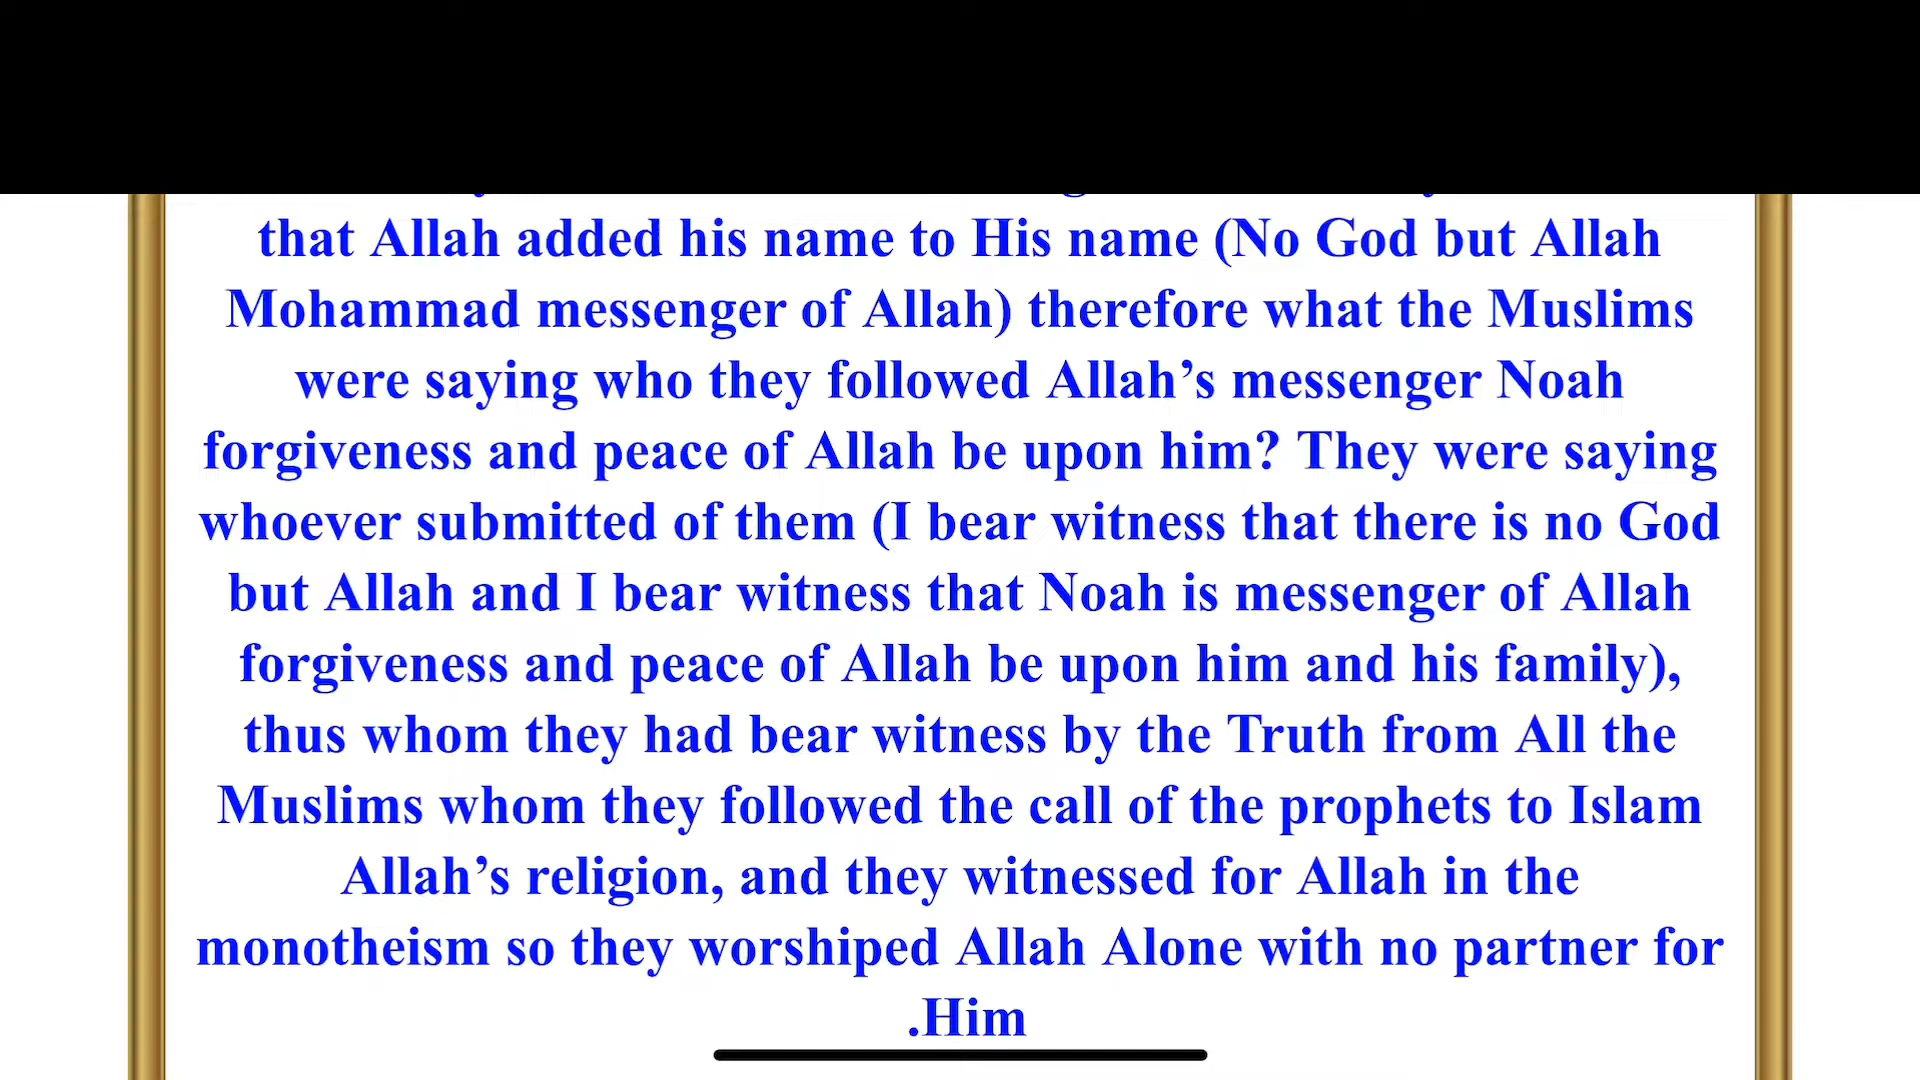 that Allah added his name to His name (No God but Allah
Mohammad messenger of Allah) therefore what the Muslims
were saying who they followed Allah’s messenger Noah
forgiveness and peace of Allah be upon him? They were saying
whoever submitted of them (I bear witness that there is no God
but Allah and I bear witness that Noah is messenger of Allah
forgiveness and peace of Allah be upon him and his family),
thus whom they had bear witness by the Truth from All the
Muslims whom they followed the call of the prophets to Islam
Allah’s religion, and they witnessed for Allah in the
monotheism so they worshiped Allah Alone with no partner for
.Him